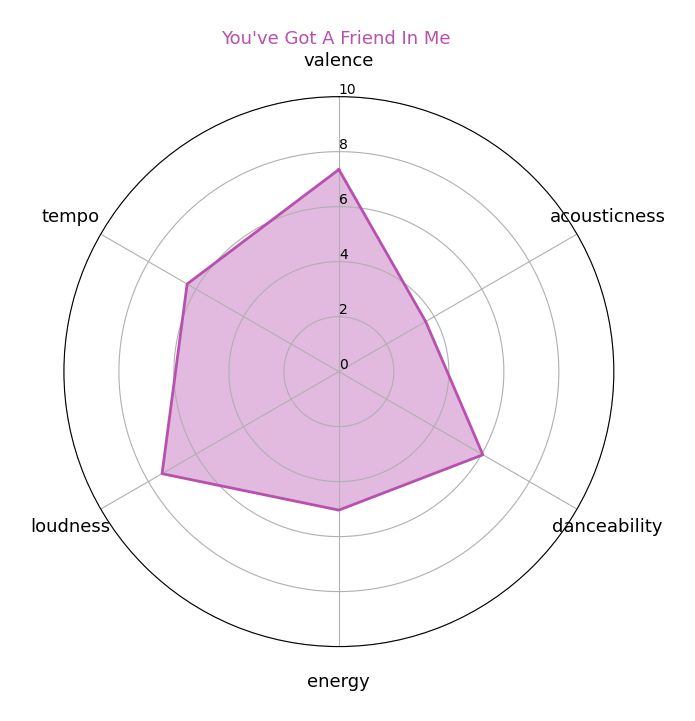 You've Got A Friend In Me
valence
10
8
6
4
2
0
tempo
acousticness
loudness
danceability
energy